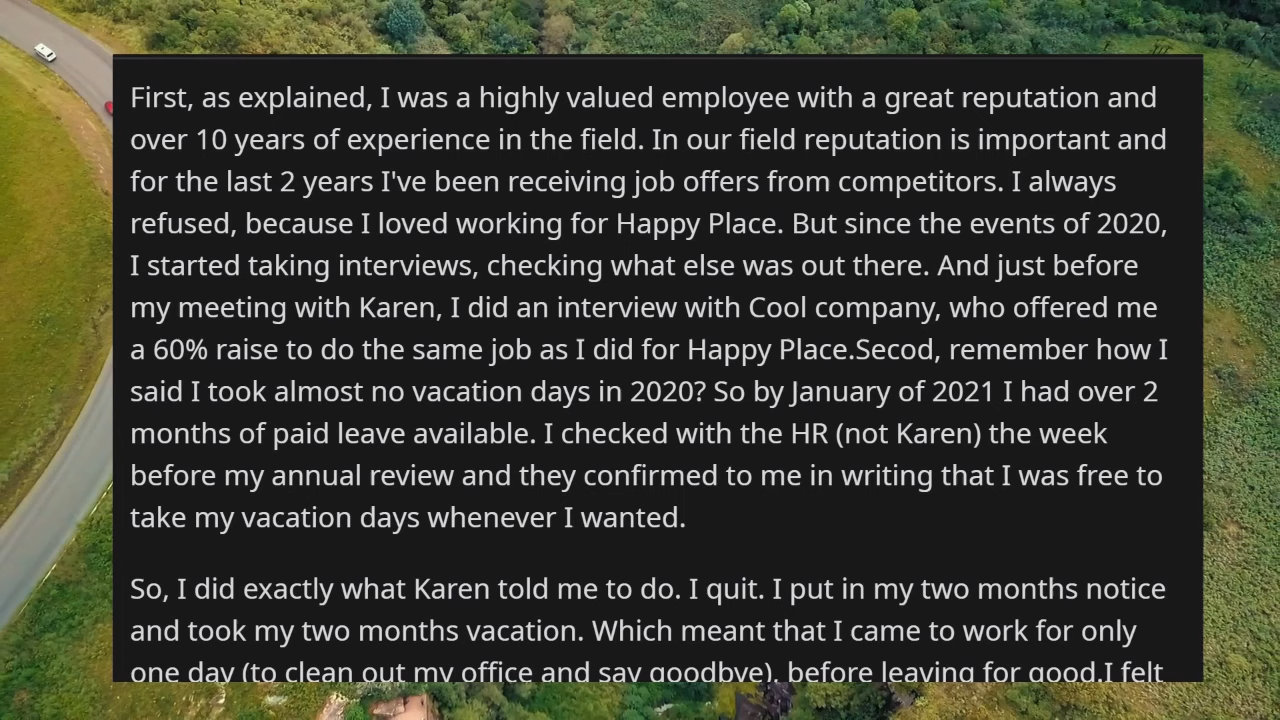 First, as explained, I was a highly valued employee with a great reputation and
over 10 years of experience in the field. In our field reputation is important and
for the last 2 years I've been receiving job offers from competitors. I always
refused, because I loved working for Happy Place. But since the events of 2020,
I started taking interviews, checking what else was out there. And just before
my meeting with Karen, I did an interview with Cool company, who offered me
a 60% raise to do the same job as I did for Happy Place.Secod, remember how I
said I took almost no vacation days in 2020? So by January of 2021 I had over 2
months of paid leave available. I checked with the HR (not Karen) the week
before my annual review and they confirmed to me in writing that I was free to
take my vacation days whenever I wanted.
So, I did exactly what Karen told me to do. I quit. I put in my two months notice
and took my two months vacation. Which meant that I came to work for only
one day (to clean out my office and say goodbye), before leaving for good.I felt